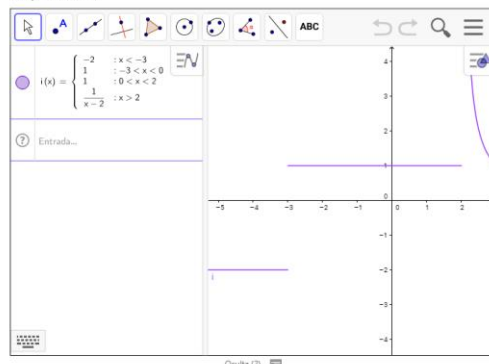 ABC
i(x) = { −2 : x < −3
1 : −3 < x < 0
1 : 0 < x < 2
1/(x − 2) : x > 2
? Entrada...
4
3
2
1
0
−5 −4 −3 −2 −1 0 1 2
−1
−2
i
−3
−4